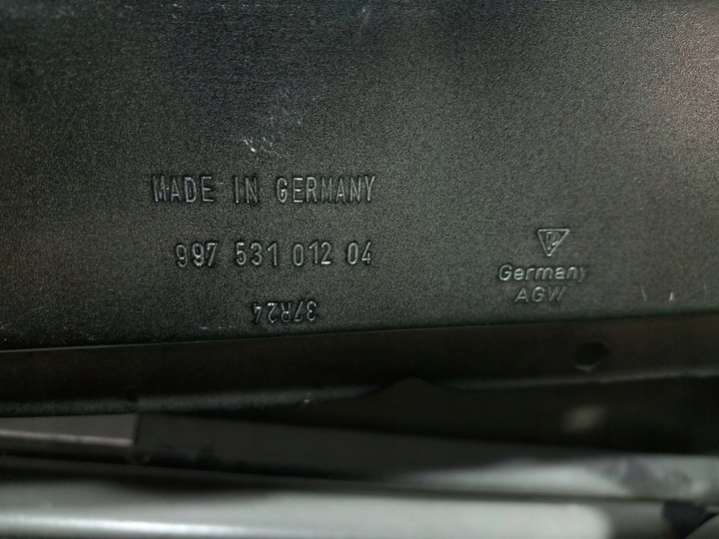 MADE IN GERMANY
997 531 012 04
37R24
Germany
AGW